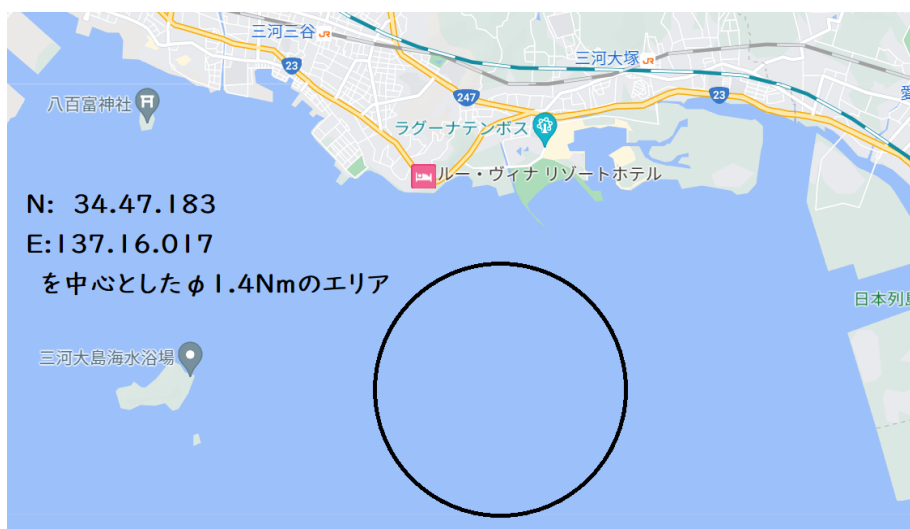 三河三谷
JR
三河大塚
JR
23
23
八百富神社
247
愛
ラグーナテンボス
ルー・ヴィナ リゾートホテル
N: 34.47.183
E:137.16.017
を中心としたφ1.4Nmのエリア
日本列島
三河大島海水浴場